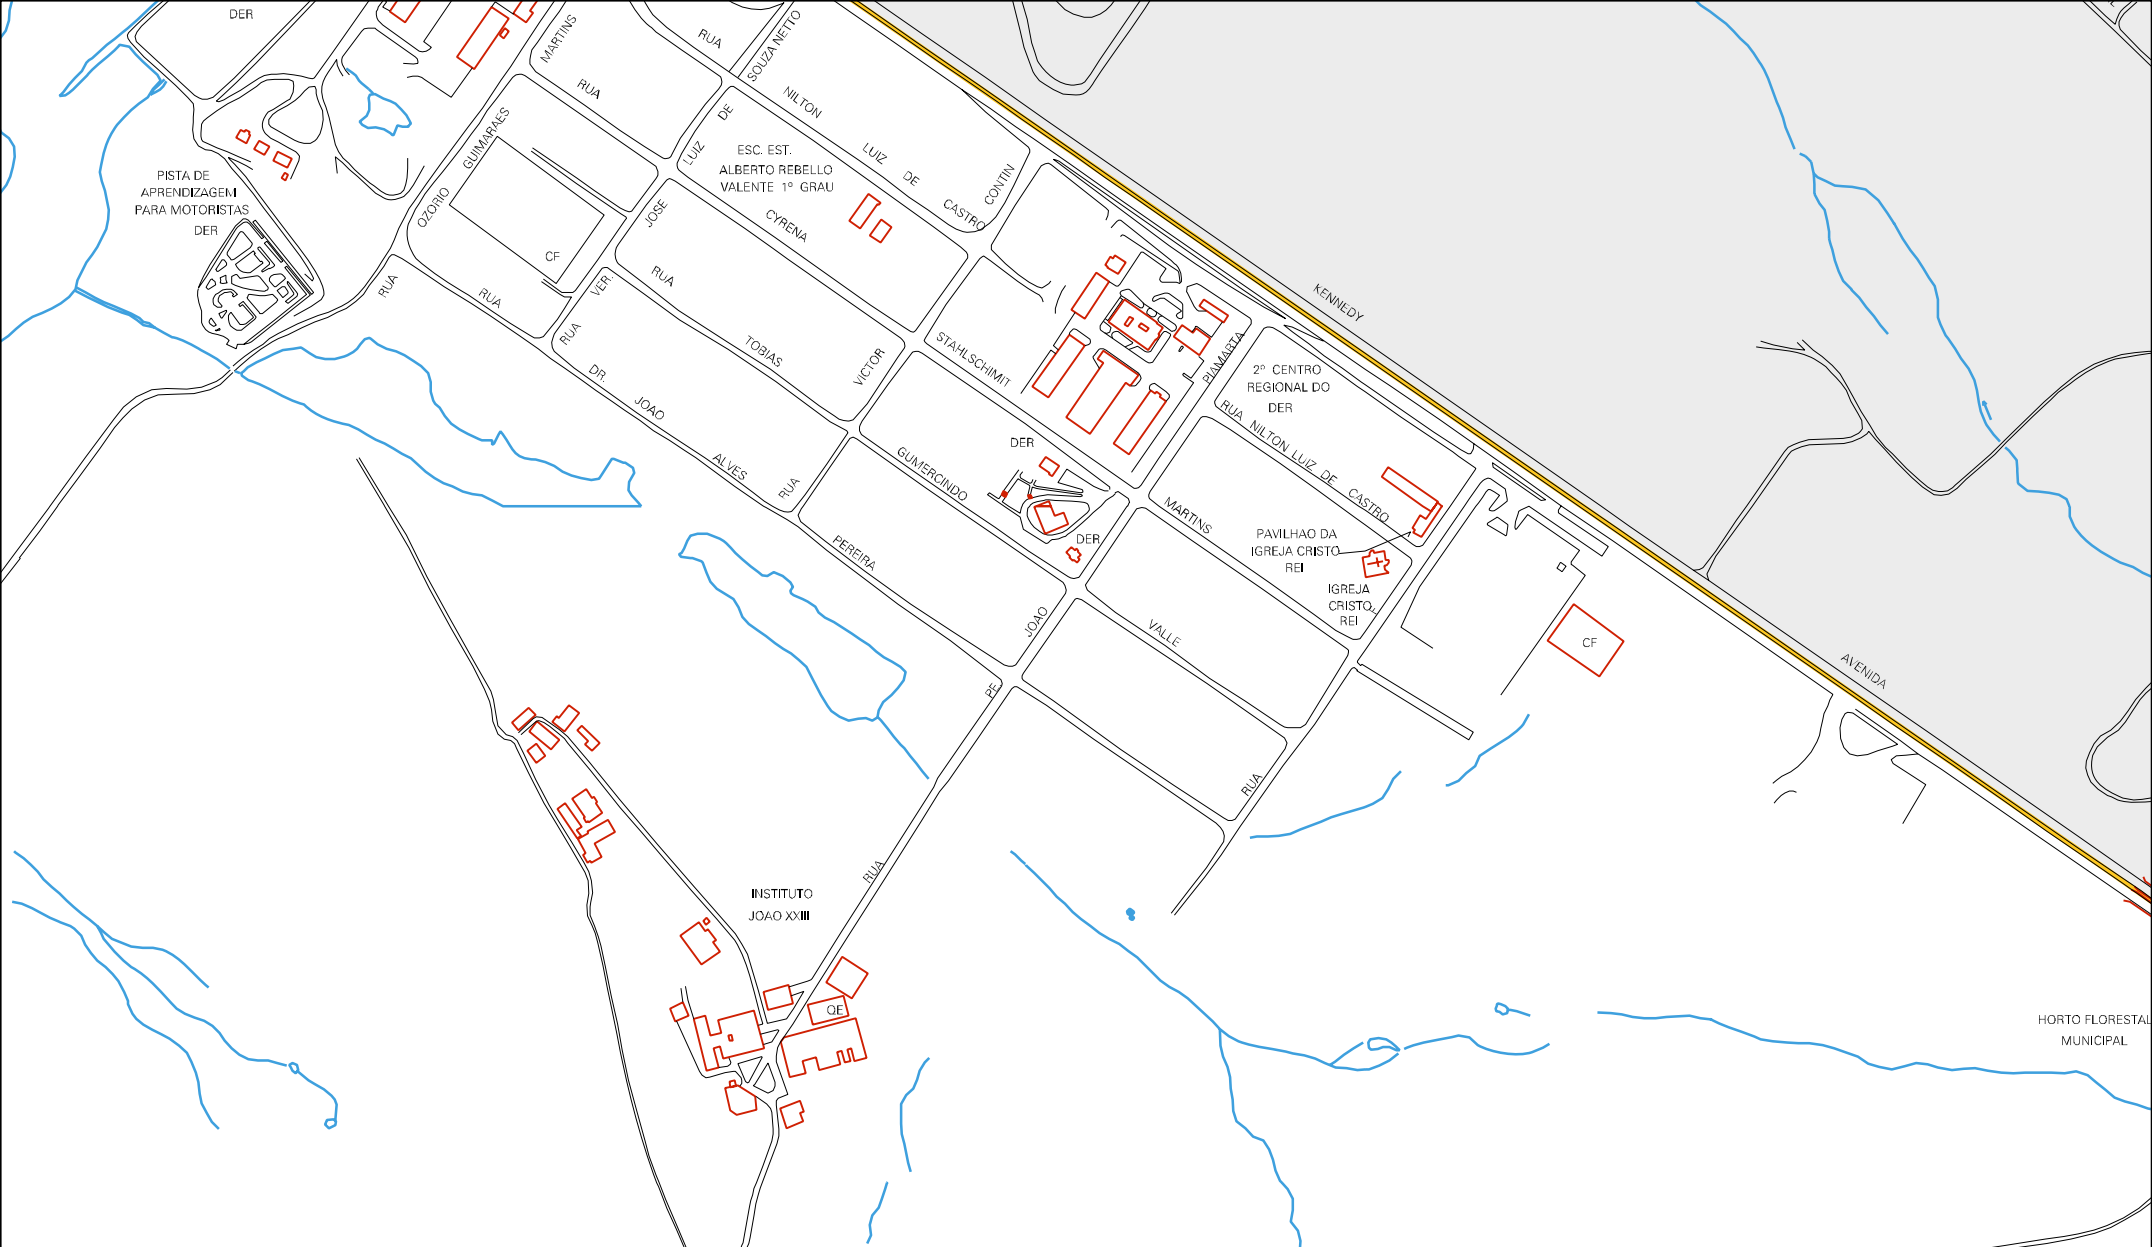 DER
MARTINS
RUA
SOUZA NETTO
RUA
NILTON
LUIZ
DE
CASTRO
CONTIN
GUIMARAES
OZORIO
RUA
DE
LUIZ
JOSE
VER.
RUA
ESC. EST.
ALBERTO REBELLO
VALENTE 1º GRAU
CYRENA
PISTA DE
APRENDIZAGEM
PARA MOTORISTAS
DER
CF
RUA
RUA
TOBIAS
VICTOR
RUA
STAHLSCHIMIT
DR.
JOAO
ALVES
PEREIRA
KENNEDY
AVENIDA
PIAMARTA
2º CENTRO
REGIONAL DO
DER
RUA
NILTON
LUIZ
DE
CASTRO
DER
GUMERCINDO
MARTINS
DER
PAVILHAO DA
IGREJA CRISTO
REI
IGREJA
CRISTO
REI
CF
VALLE
JOAO
PE
RUA
RUA
INSTITUTO
JOAO XXIII
QE
HORTO FLORESTAL
MUNICIPAL